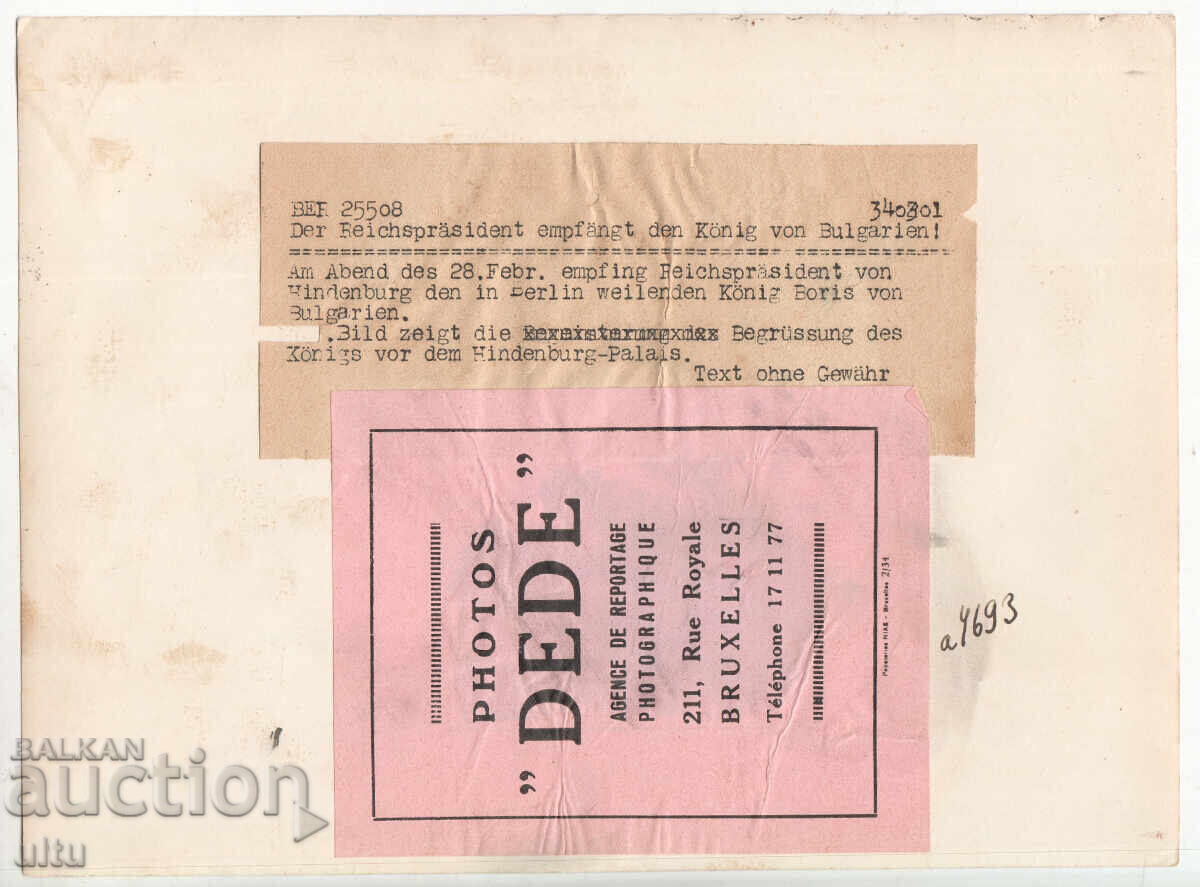 BER 25508 340301
Der Reichspräsident empfängt den König von Bulgarien!
Am Abend des 28.Febr. empfing Reichspräsident von
Hindenburg den in Berlin weilenden König Boris von
Bulgarien.
.Bild zeigt die Begrüssung des
Königs vor dem Hindenburg-Palais.
Text ohne Gewähr
PHOTOS
"DEDE"
AGENCE DE REPORTAGE
PHOTOGRAPHIQUE
211, Rue Royale
BRUXELLES
Téléphone 17 11 77
Bruxelles 2/34
a4693
BALKAN
auction
ultu